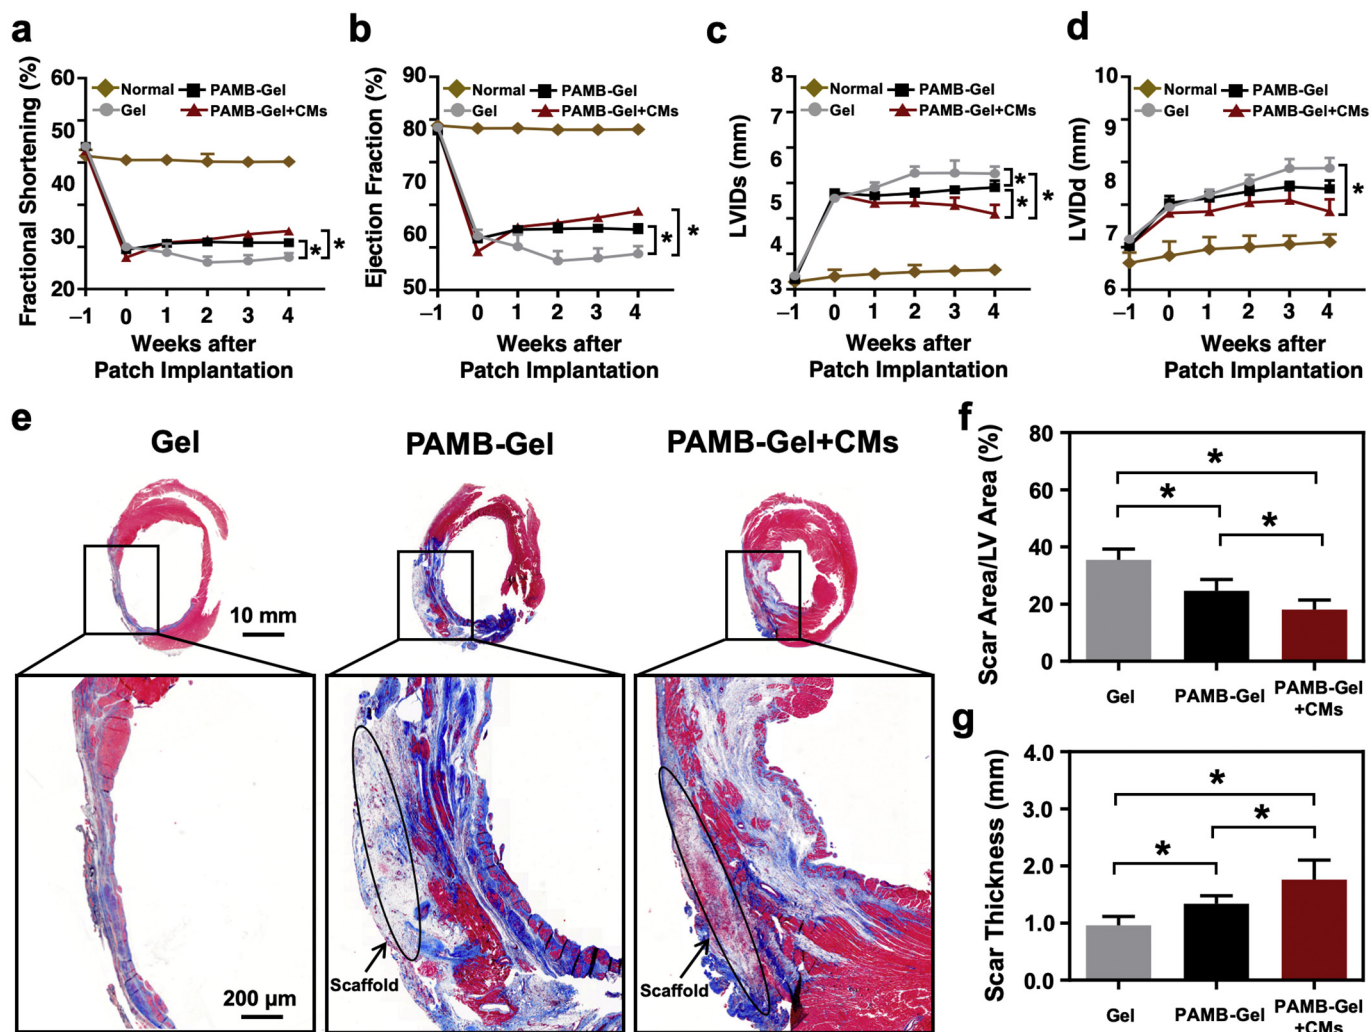 a
Fractional Shortening (%)
60
50
40
30
20
Normal
PAMB-Gel
Gel
PAMB-Gel+CMs
*
*
–1 0 1 2 3 4
Weeks after
Patch Implantation
b
Ejection Fraction (%)
90
80
70
60
50
Normal
PAMB-Gel
Gel
PAMB-Gel+CMs
*
*
–1 0 1 2 3 4
Weeks after
Patch Implantation
c
LVIDs (mm)
8
7
6
5
4
3
Normal
PAMB-Gel
Gel
PAMB-Gel+CMs
*
*
*
–1 0 1 2 3 4
Weeks after
Patch Implantation
d
LVIDd (mm)
10
9
8
7
6
Normal
PAMB-Gel
Gel
PAMB-Gel+CMs
*
–1 0 1 2 3 4
Weeks after
Patch Implantation
e
Gel
PAMB-Gel
PAMB-Gel+CMs
10 mm
200 μm
Scaffold
Scaffold
f
Scar Area/LV Area (%)
80
60
40
20
0
*
*
*
Gel
PAMB-Gel
PAMB-Gel
+CMs
g
Scar Thickness (mm)
4.0
3.0
2.0
1.0
0.0
*
*
*
Gel
PAMB-Gel
PAMB-Gel
+CMs